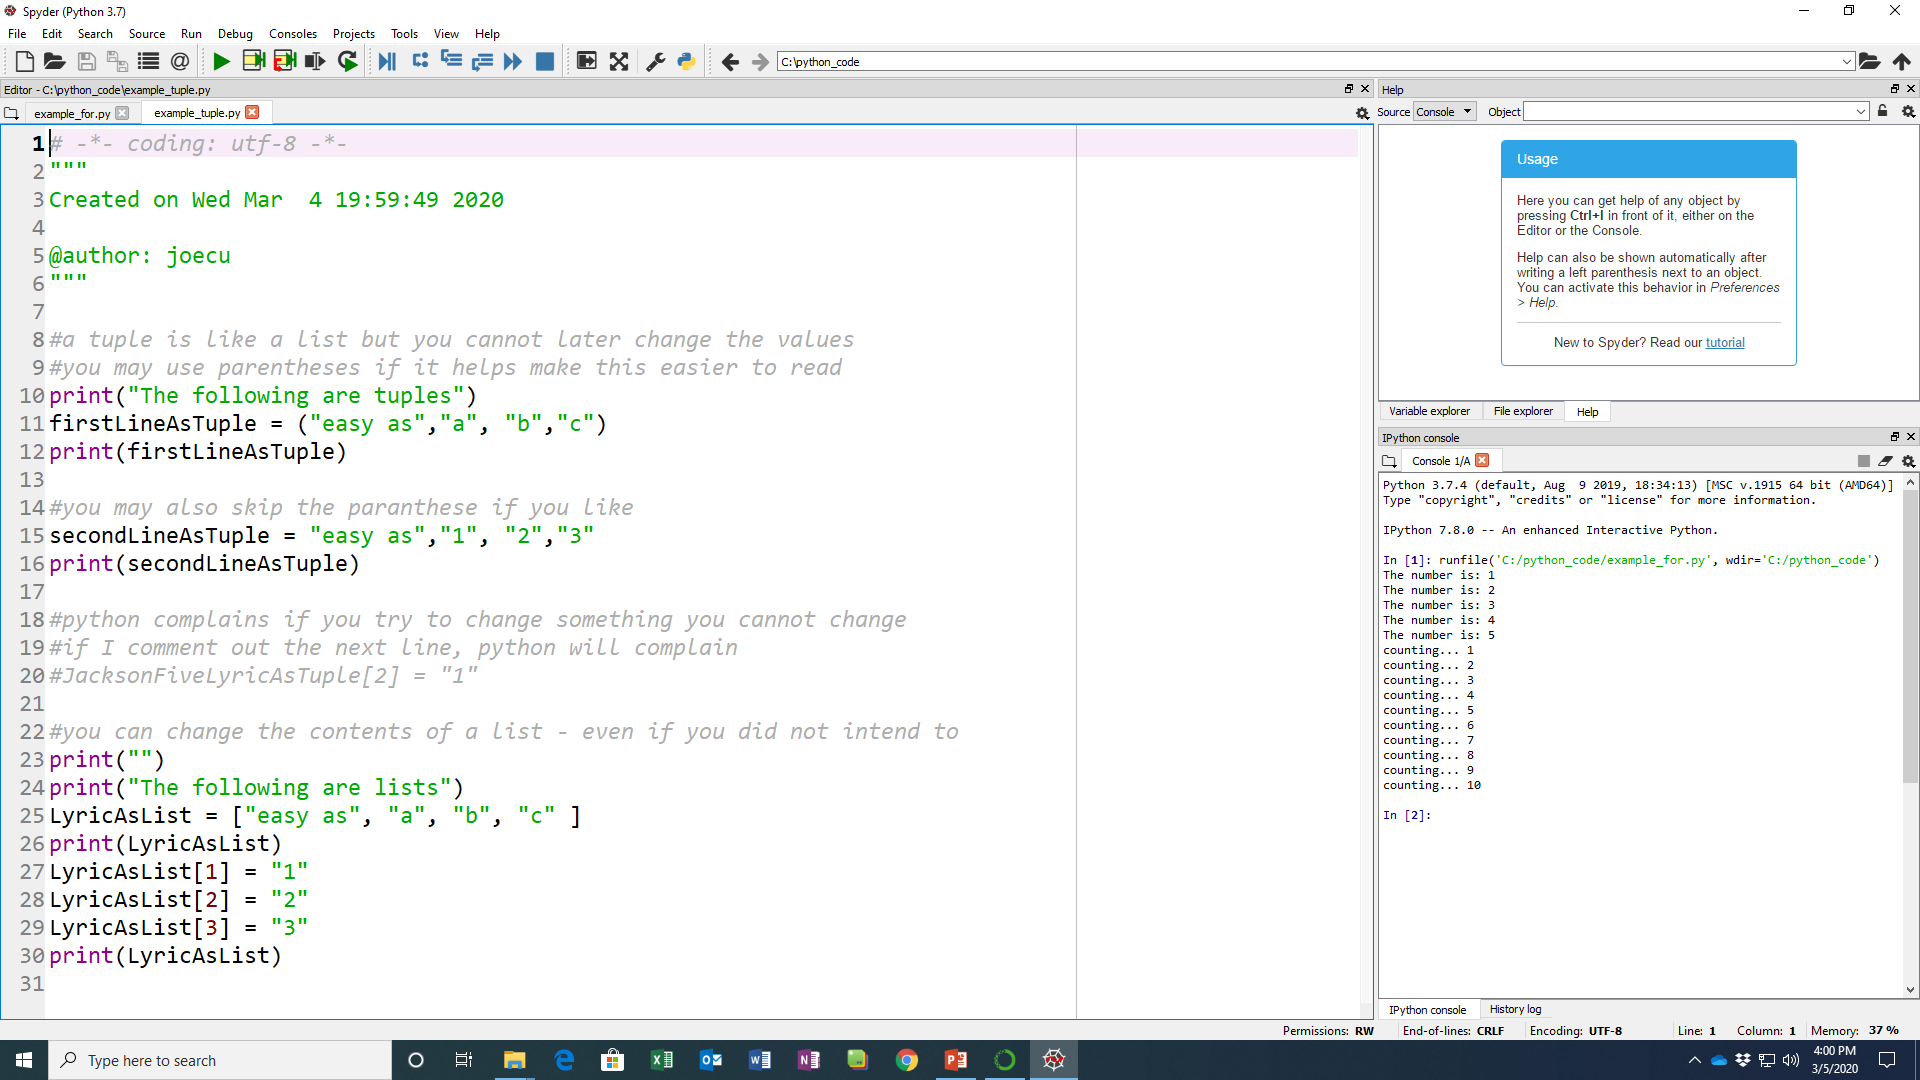 Spyder (Python 3.7)
File Edit Search Source Run Debug Consoles Projects Tools View Help
C:\python_code
Editor - C:\python_code\example_tuple.py
example_for.py example_tuple.py
1 # -*- coding: utf-8 -*-
2 """
3 Created on Wed Mar  4 19:59:49 2020
4
5 @author: joecu
6 """
7
8 #a tuple is like a list but you cannot later change the values
9 #you may use parentheses if it helps make this easier to read
10 print("The following are tuples")
11 firstLineAsTuple = ("easy as","a", "b","c")
12 print(firstLineAsTuple)
13
14 #you may also skip the paranthese if you like
15 secondLineAsTuple = "easy as","1", "2","3"
16 print(secondLineAsTuple)
17
18 #python complains if you try to change something you cannot change
19 #if I comment out the next line, python will complain
20 #JacksonFiveLyricAsTuple[2] = "1"
21
22 #you can change the contents of a list - even if you did not intend to
23 print("")
24 print("The following are lists")
25 LyricAsList = ["easy as", "a", "b", "c" ]
26 print(LyricAsList)
27 LyricAsList[1] = "1"
28 LyricAsList[2] = "2"
29 LyricAsList[3] = "3"
30 print(LyricAsList)
31
Help
Source Console Object
Usage
Here you can get help of any object by
pressing Ctrl+I in front of it, either on the
Editor or the Console.
Help can also be shown automatically after
writing a left parenthesis next to an object.
You can activate this behavior in Preferences
> Help.
New to Spyder? Read our tutorial
Variable explorer File explorer Help
IPython console
Console 1/A
Python 3.7.4 (default, Aug  9 2019, 18:34:13) [MSC v.1915 64 bit (AMD64)]
Type "copyright", "credits" or "license" for more information.
IPython 7.8.0 -- An enhanced Interactive Python.
In [1]: runfile('C:/python_code/example_for.py', wdir='C:/python_code')
The number is: 1
The number is: 2
The number is: 3
The number is: 4
The number is: 5
counting... 1
counting... 2
counting... 3
counting... 4
counting... 5
counting... 6
counting... 7
counting... 8
counting... 9
counting... 10
In [2]:
IPython console History log
Permissions: RW End-of-lines: CRLF Encoding: UTF-8 Line: 1 Column: 1 Memory: 37 %
Type here to search
4:00 PM
3/5/2020